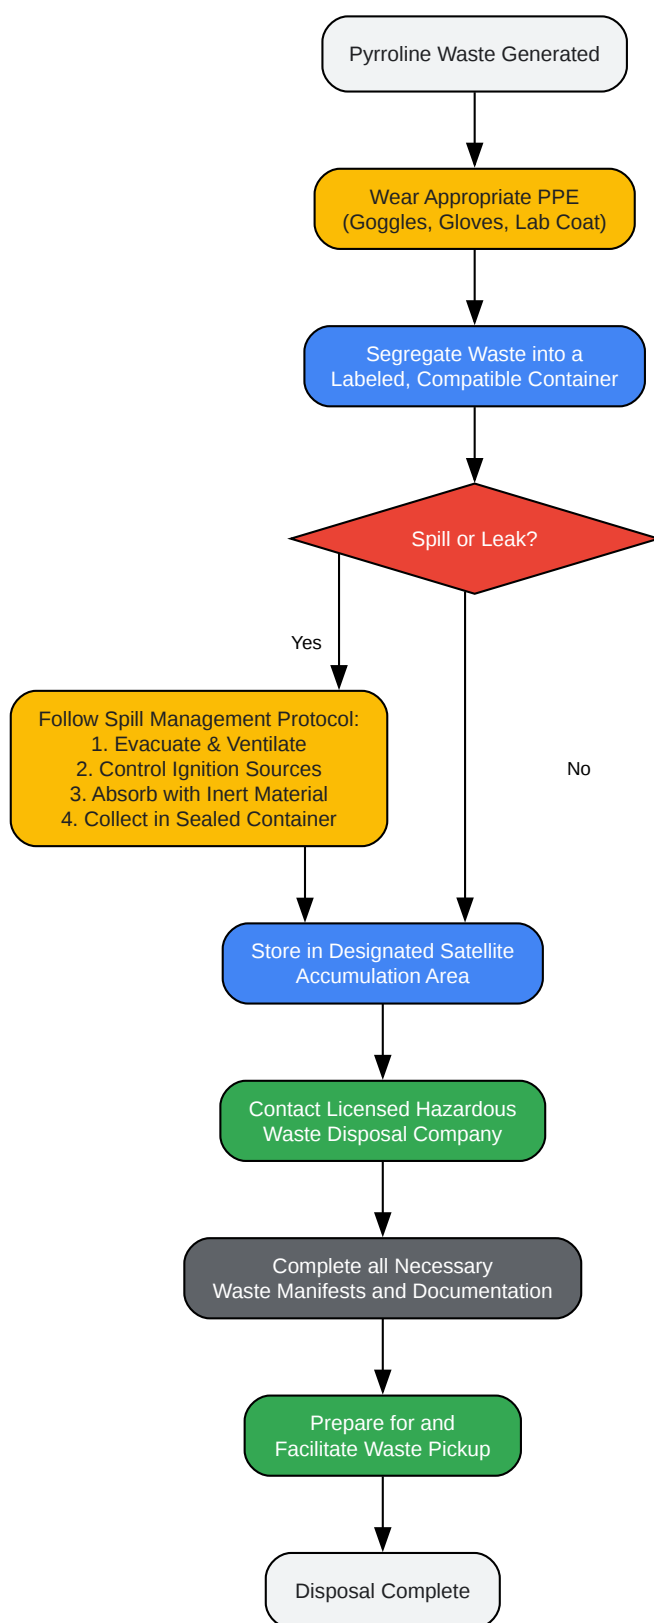 Pyrroline Waste Generated
Wear Appropriate PPE
(Goggles, Gloves, Lab Coat)
Segregate Waste into a
Labeled, Compatible Container
Spill or Leak?
Yes
Follow Spill Management Protocol:
1. Evacuate & Ventilate
2. Control Ignition Sources
3. Absorb with Inert Material
4. Collect in Sealed Container
No
Store in Designated Satellite
Accumulation Area
Contact Licensed Hazardous
Waste Disposal Company
Complete all Necessary
Waste Manifests and Documentation
Prepare for and
Facilitate Waste Pickup
Disposal Complete